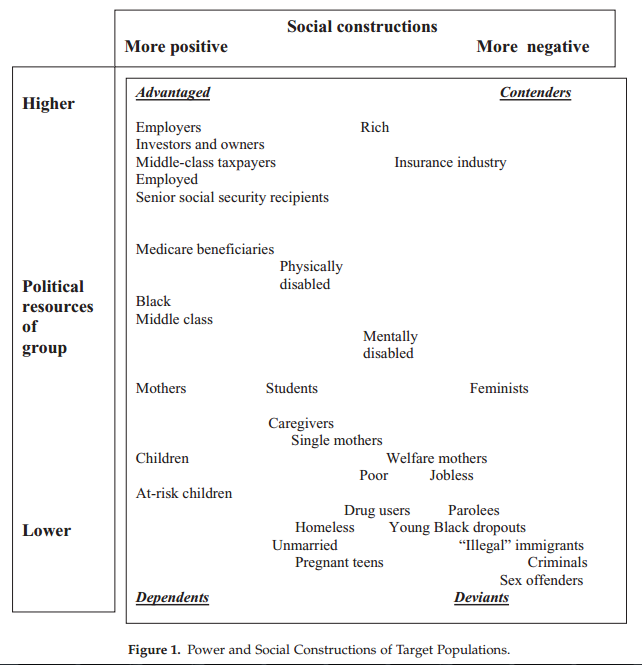 Social constructions
More positive More negative
Higher
Advantaged Contenders
Employers Rich
Investors and owners
Middle-class taxpayers Insurance industry
Employed
Senior social security recipients
Medicare beneficiaries
Physically
disabled
Political
resources
of
group
Black
Middle class
Mentally
disabled
Mothers Students Feminists
Caregivers
Single mothers
Children Welfare mothers
Poor Jobless
At-risk children
Drug users Parolees
Lower
Homeless Young Black dropouts
Unmarried "Illegal" immigrants
Pregnant teens Criminals
Sex offenders
Dependents Deviants
Figure 1. Power and Social Constructions of Target Populations.